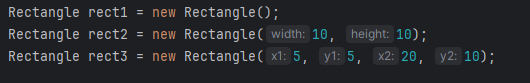 Rectangle rect1 = new Rectangle();
Rectangle rect2 = new Rectangle( width: 10, height: 10);
Rectangle rect3 = new Rectangle( x1: 5, y1: 5, x2: 20, y2: 10);